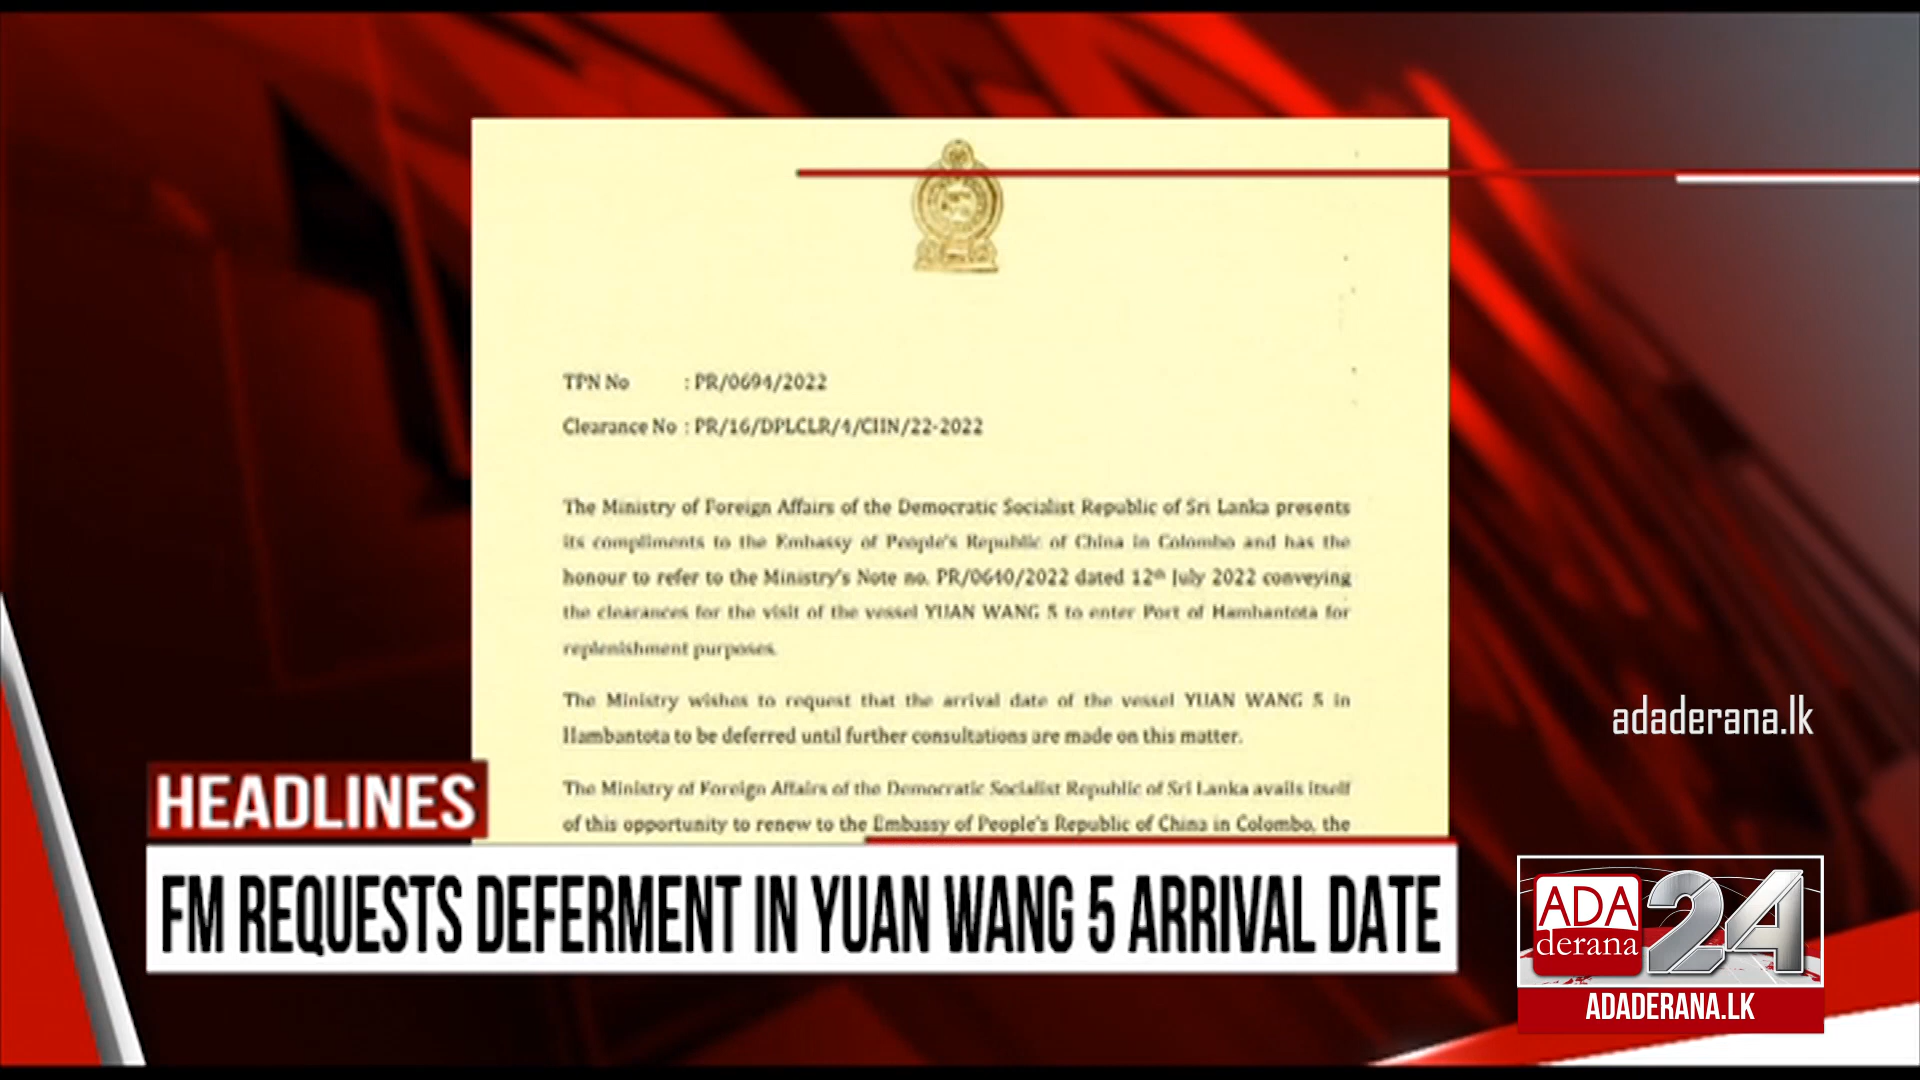 TPN No : PR/0694/2022
Clearance No : PR/16/DPLCLR/4/CHN/22-2022
The Ministry of Foreign Affairs of the Democratic Socialist Republic of Sri Lanka presents
its compliments to the Embassy of People's Republic of China in Colombo and has the
honour to refer to the Ministry's Note no. PR/0640/2022 dated 12th July 2022 conveying
the clearances for the visit of the vessel YUAN WANG 5 to enter Port of Hambantota for
replenishment purposes.
The Ministry wishes to request that the arrival date of the vessel YUAN WANG 5 in
Hambantota to be deferred until further consultations are made on this matter.
The Ministry of Foreign Affairs of the Democratic Socialist Republic of Sri Lanka avails itself
of this opportunity to renew to the Embassy of People's Republic of China in Colombo, the
adaderana.lk
HEADLINES
FM REQUESTS DEFERMENT IN YUAN WANG 5 ARRIVAL DATE
ADA
derana
24
ADADERANA.LK